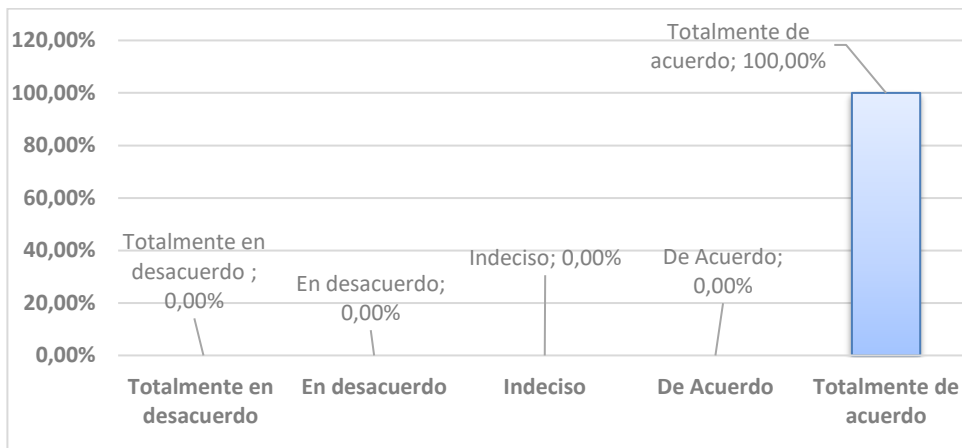 120,00%
100,00%
80,00%
60,00%
40,00%
20,00%
0,00%
Totalmente en
desacuerdo ;
0,00%
En desacuerdo;
0,00%
Indeciso; 0,00%
De Acuerdo;
0,00%
Totalmente de
acuerdo; 100,00%
Totalmente en
desacuerdo
En desacuerdo
Indeciso
De Acuerdo
Totalmente de
acuerdo